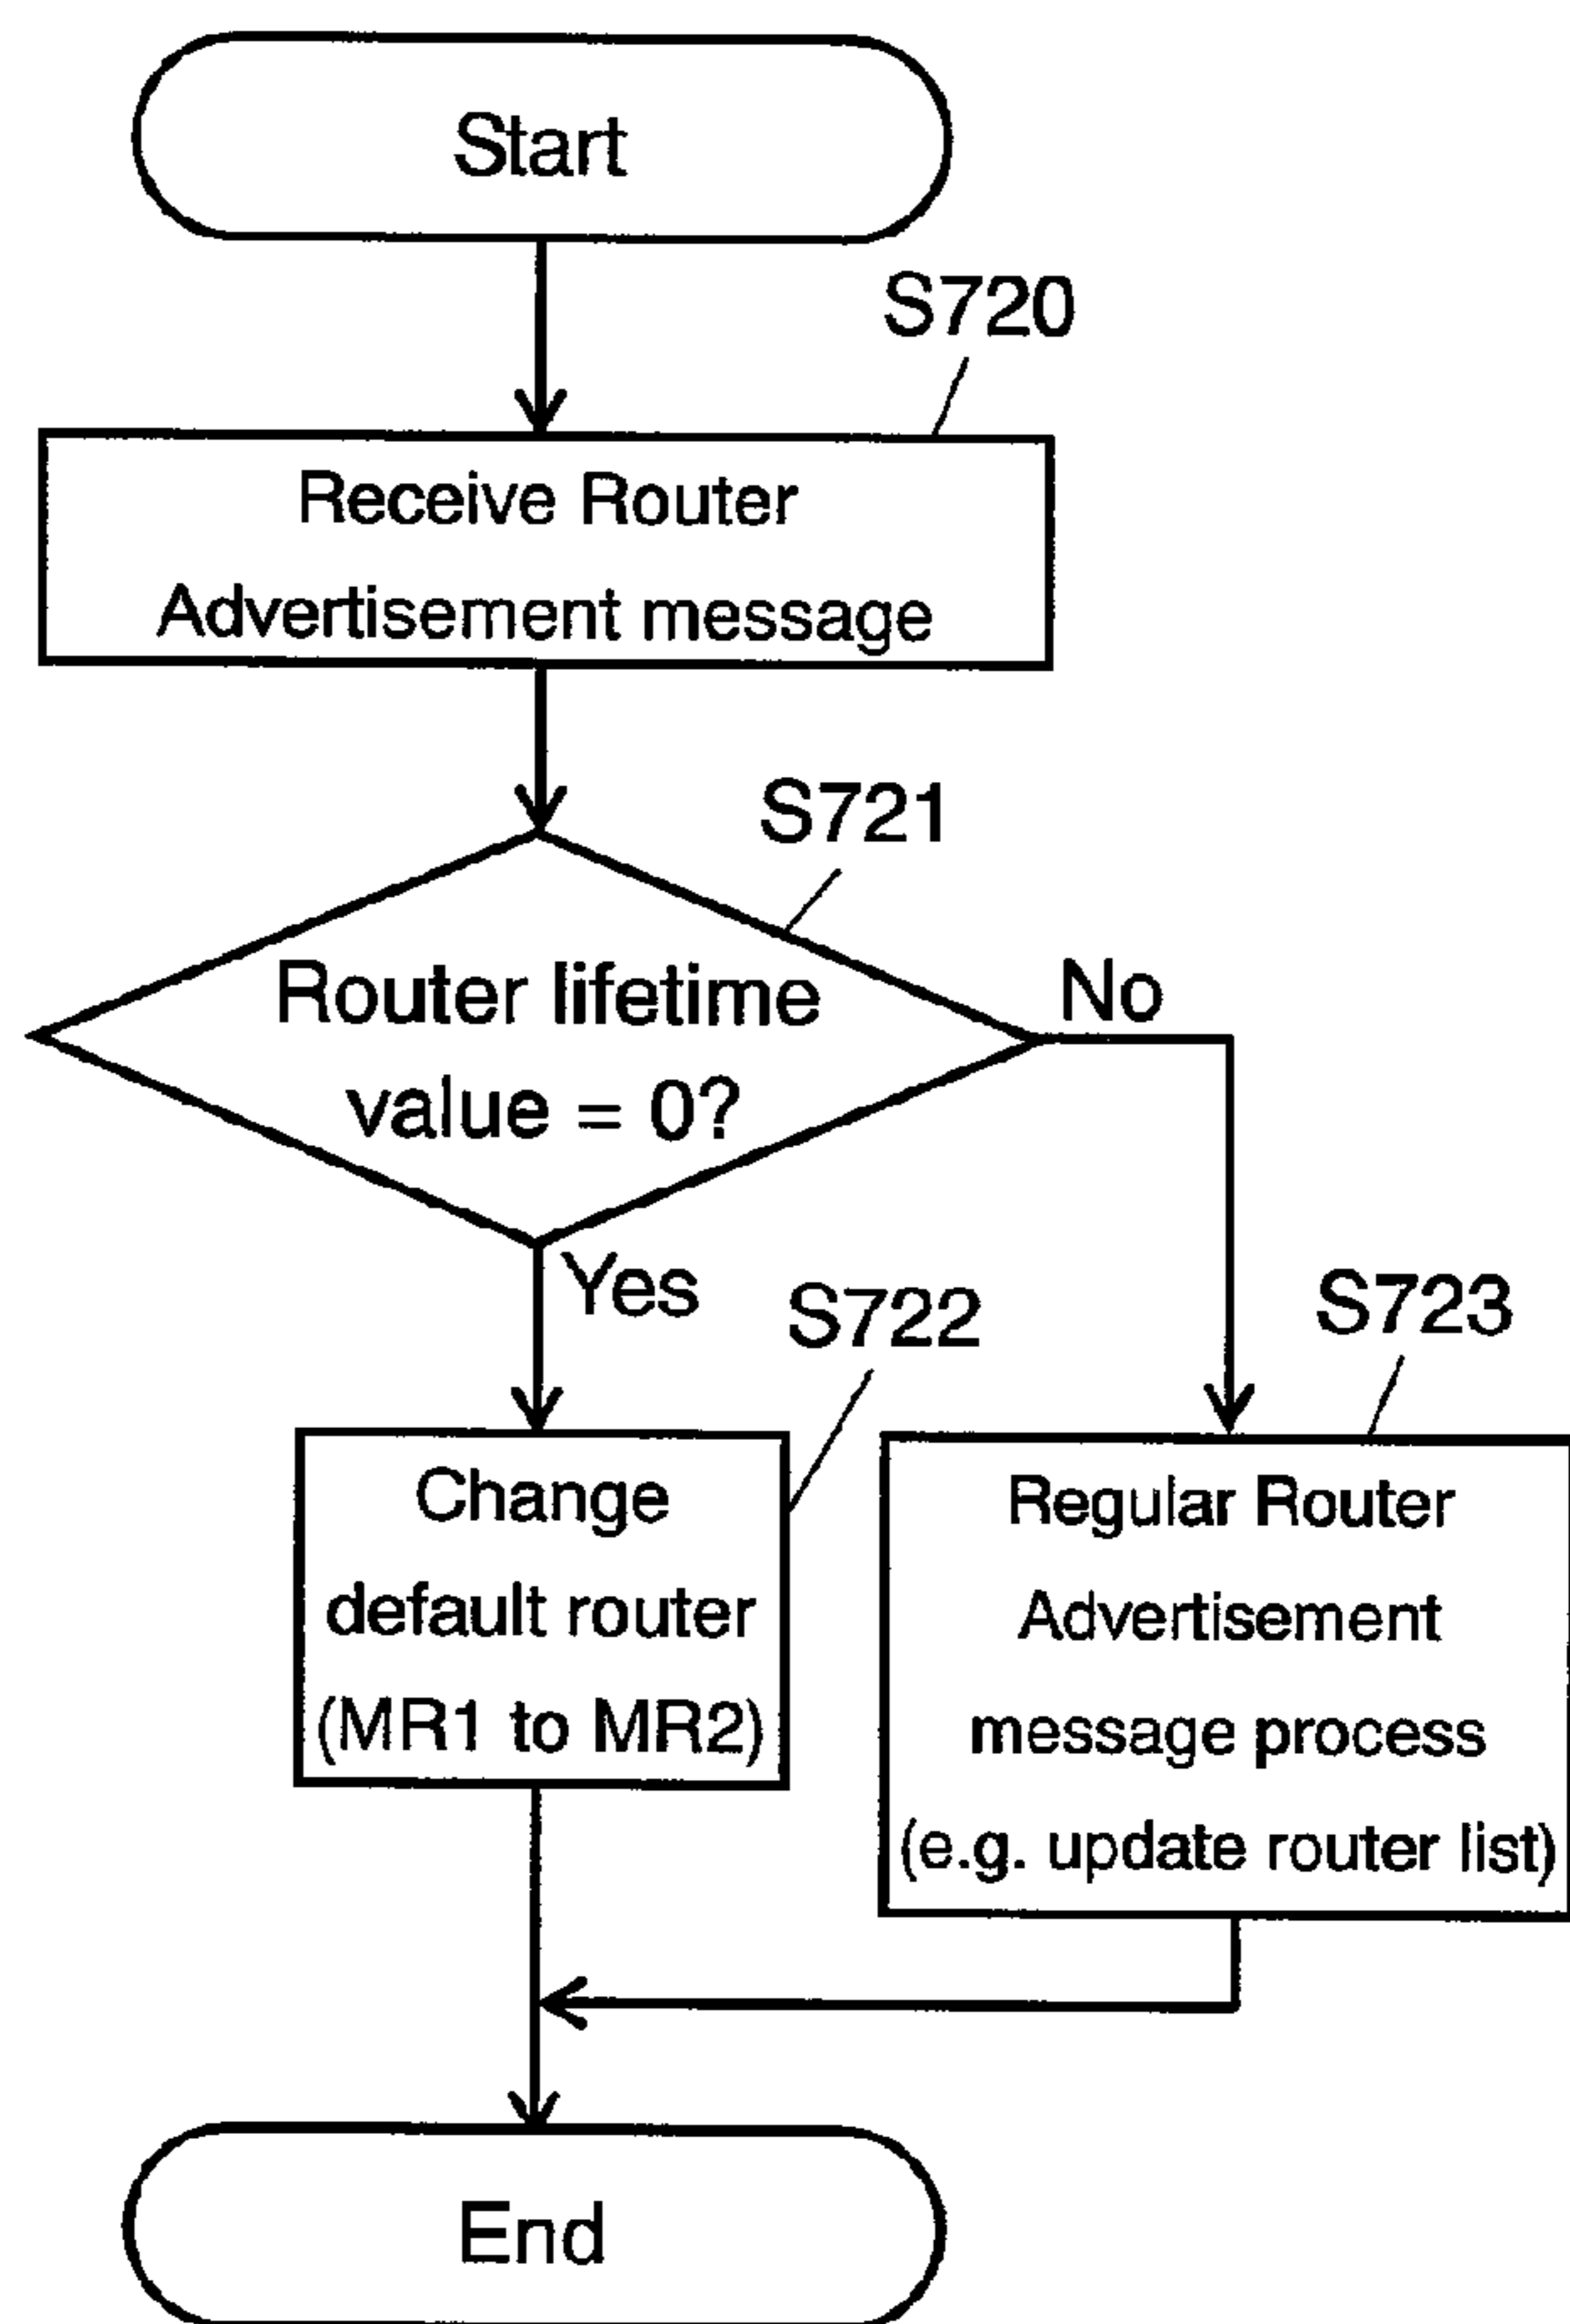 Start
S720
Receive Router
Advertisement message
S721
Router lifetime
value = 0?
No
Yes
S722
S723
Change
default router
(MR1 to MR2)
Regular Router
Advertisement
message process
(e.g. update router list)
End